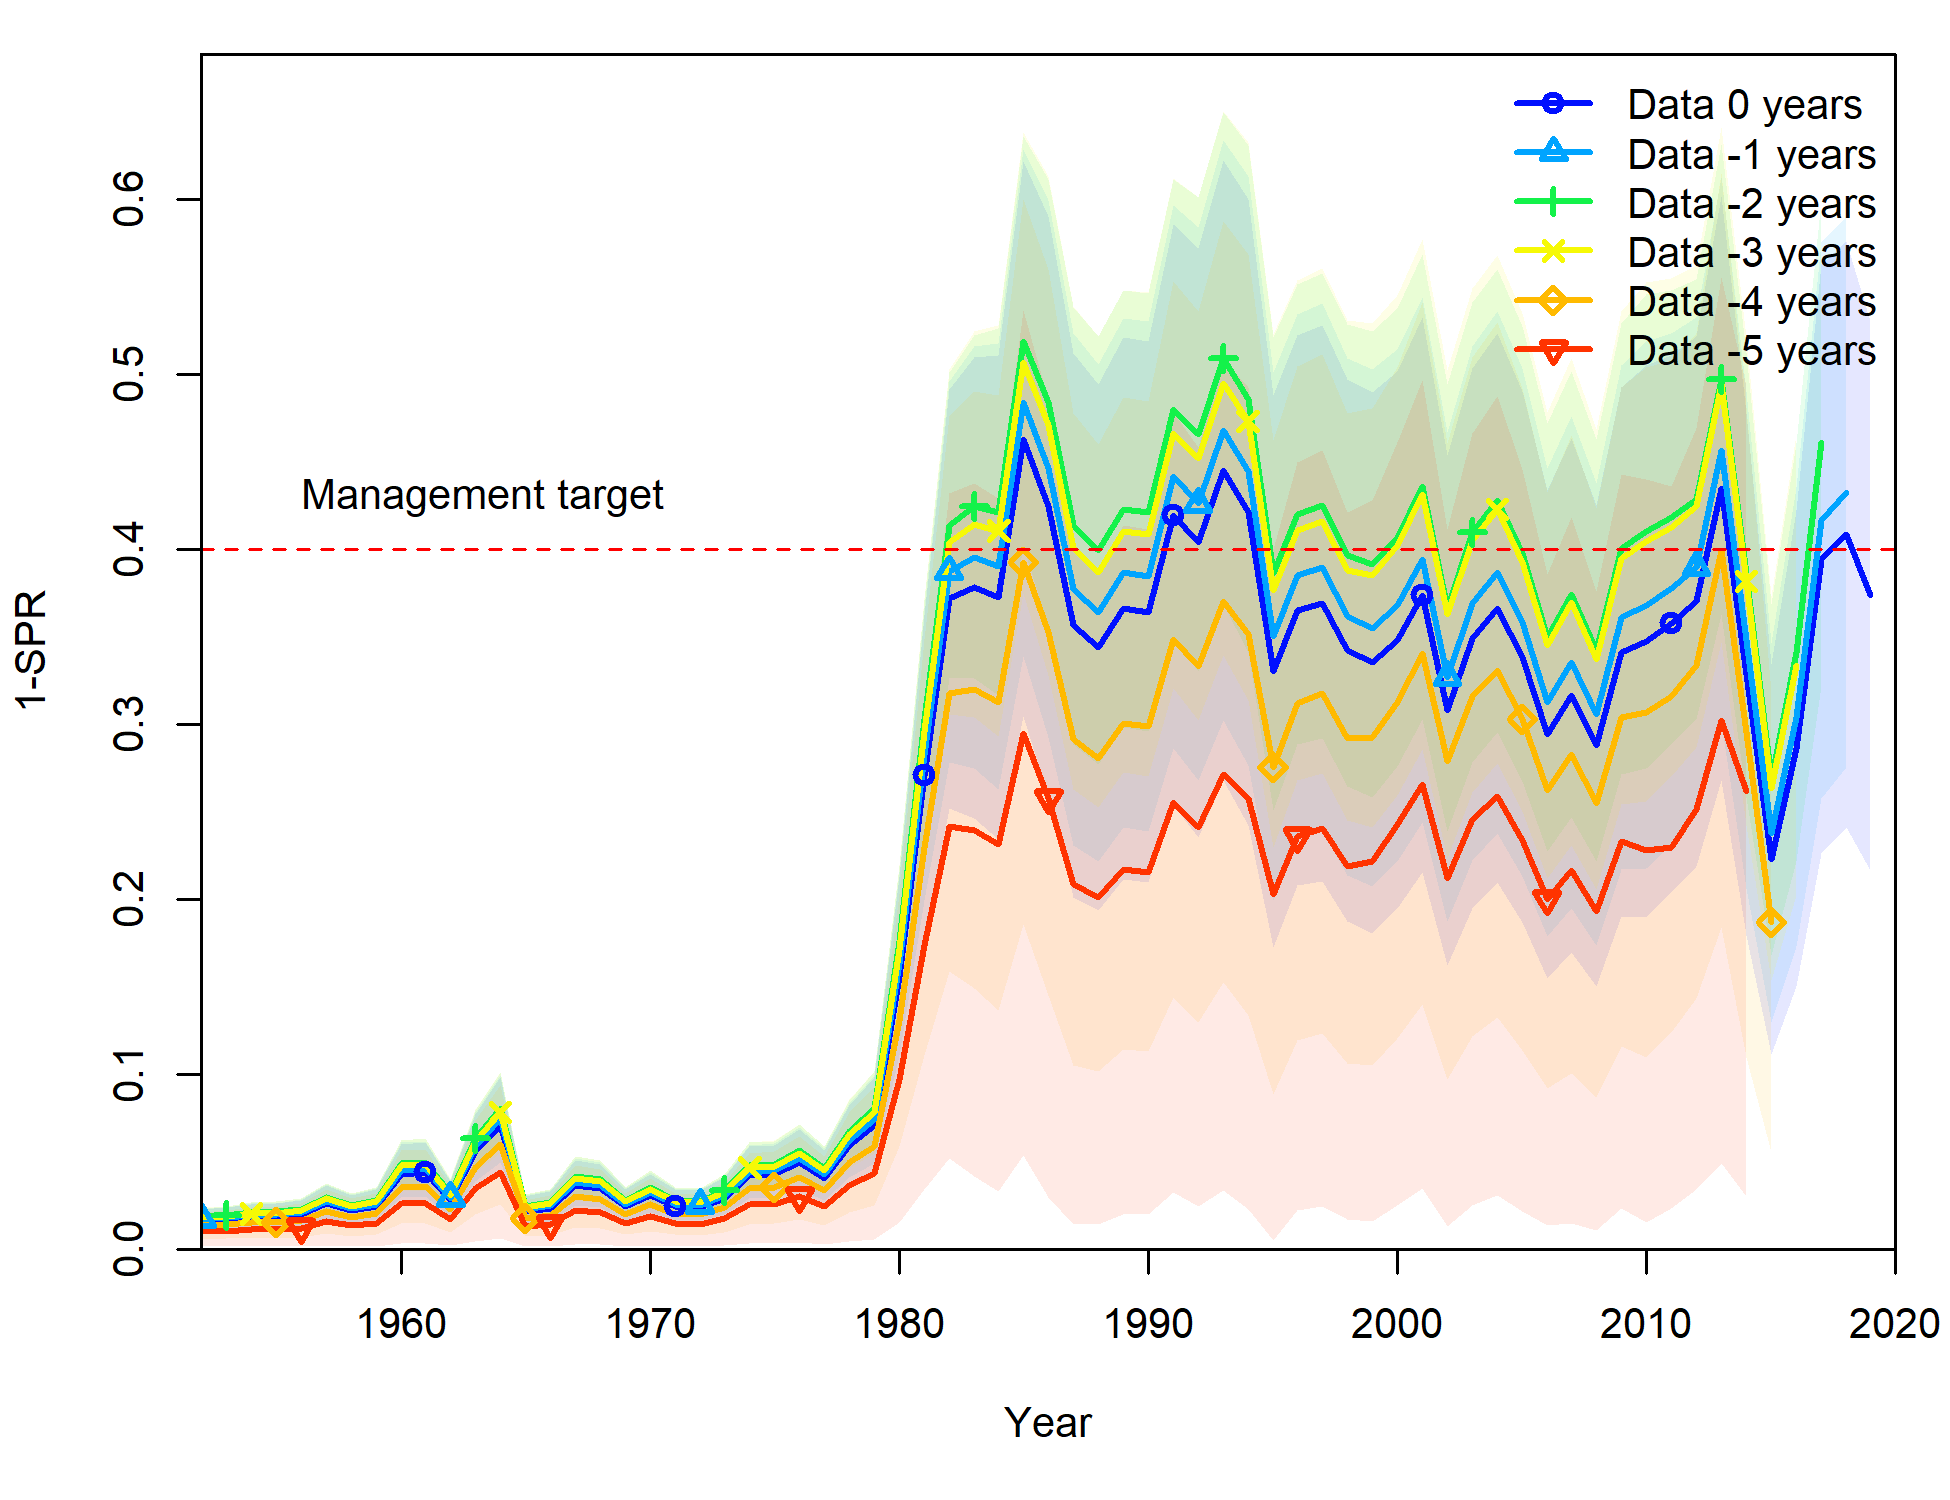 Data 0 years
Data -1 years
Data -2 years
Data -3 years
Data -4 years
Data -5 years
Management target
1-SPR
0.6
0.5
0.4
0.3
0.2
0.1
0.0
1960 1970 1980 1990 2000 2010 2020
Year